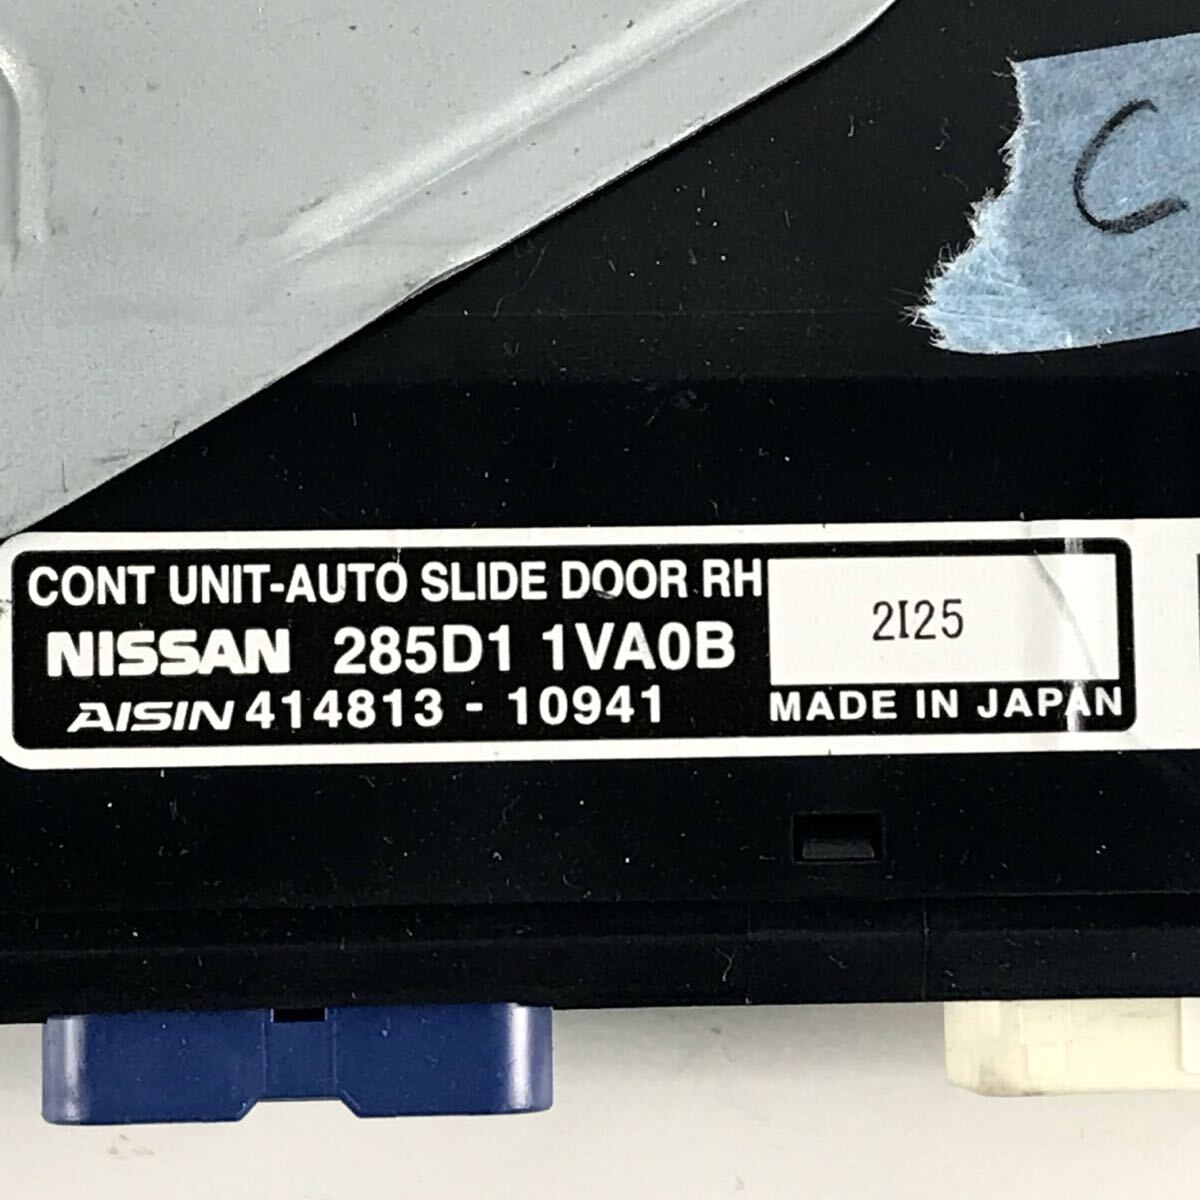 C
CONT UNIT-AUTO SLIDE DOOR RH
NISSAN 285D1 1VA0B
AISIN 414813 - 10941
2I25
MADE IN JAPAN